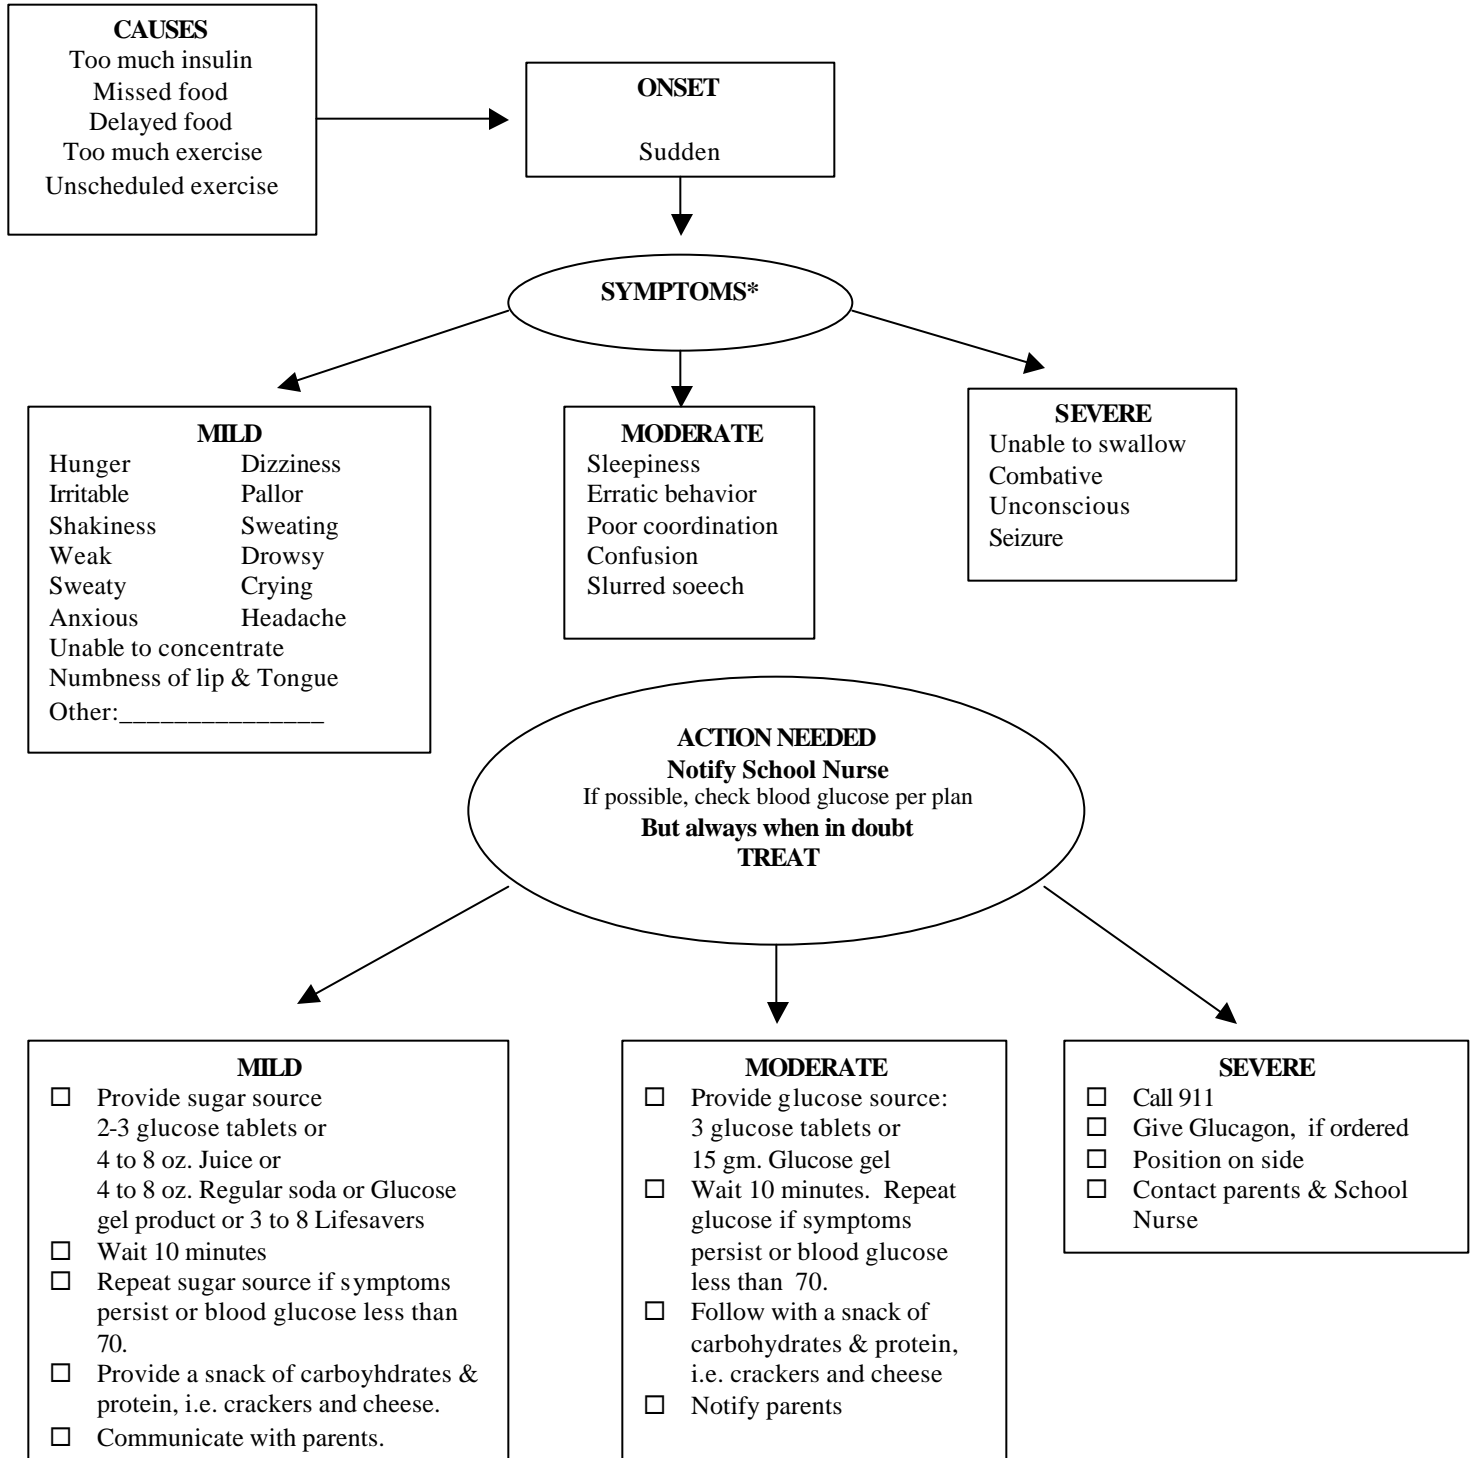 CAUSES
Too much insulin
Missed food
Delayed food
Too much exercise
Unscheduled exercise
ONSET
Sudden
SYMPTOMS*
MILD
Hunger Dizziness
Irritable Pallor
Shakiness Sweating
Weak Drowsy
Sweaty Crying
Anxious Headache
Unable to concentrate
Numbness of lip & Tongue
Other:_______________
MODERATE
Sleepiness
Erratic behavior
Poor coordination
Confusion
Slurred soeech
SEVERE
Unable to swallow
Combative
Unconscious
Seizure
ACTION NEEDED
Notify School Nurse
If possible, check blood glucose per plan
But always when in doubt
TREAT
MILD
☐ Provide sugar source
2-3 glucose tablets or
4 to 8 oz. Juice or
4 to 8 oz. Regular soda or Glucose
gel product or 3 to 8 Lifesavers
☐ Wait 10 minutes
☐ Repeat sugar source if symptoms
persist or blood glucose less than
70.
☐ Provide a snack of carboyhdrates &
protein, i.e. crackers and cheese.
☐ Communicate with parents.
MODERATE
☐ Provide glucose source:
3 glucose tablets or
15 gm. Glucose gel
☐ Wait 10 minutes. Repeat
glucose if symptoms
persist or blood glucose
less than 70.
☐ Follow with a snack of
carbohydrates & protein,
i.e. crackers and cheese
☐ Notify parents
SEVERE
☐ Call 911
☐ Give Glucagon, if ordered
☐ Position on side
☐ Contact parents & School
Nurse